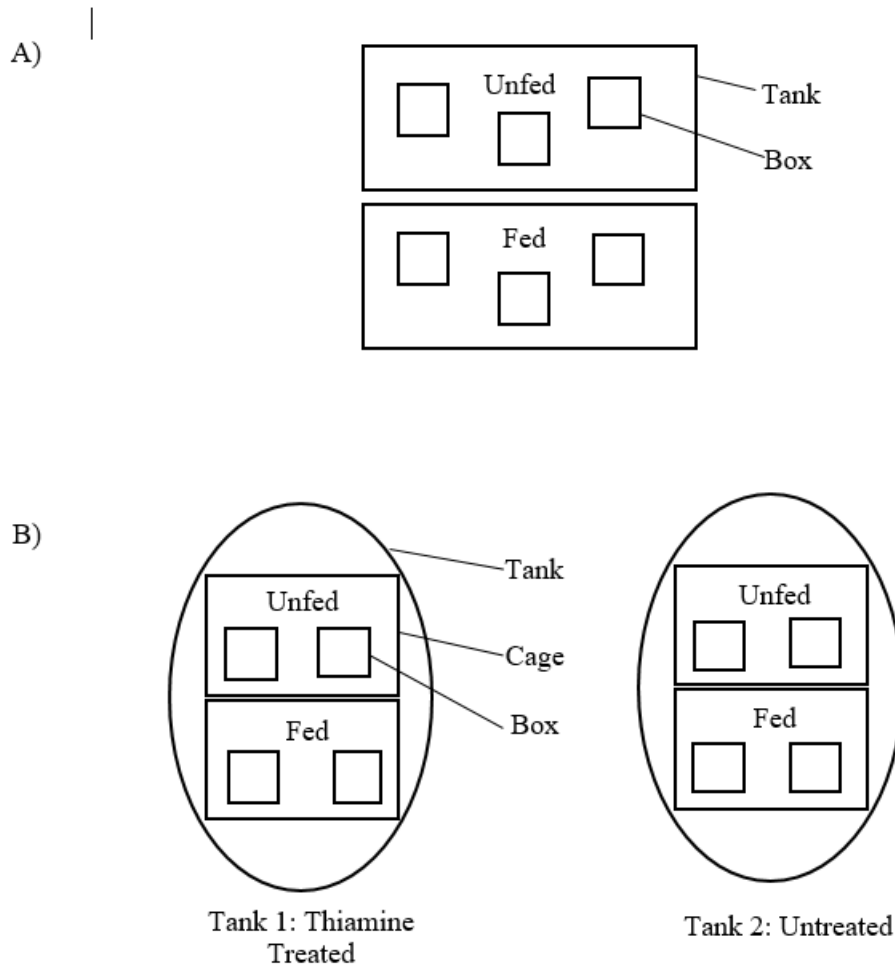 A)
Unfed
Tank
Box
Fed
B)
Tank
Unfed
Cage
Box
Fed
Unfed
Fed
Tank 1: Thiamine
Treated
Tank 2: Untreated